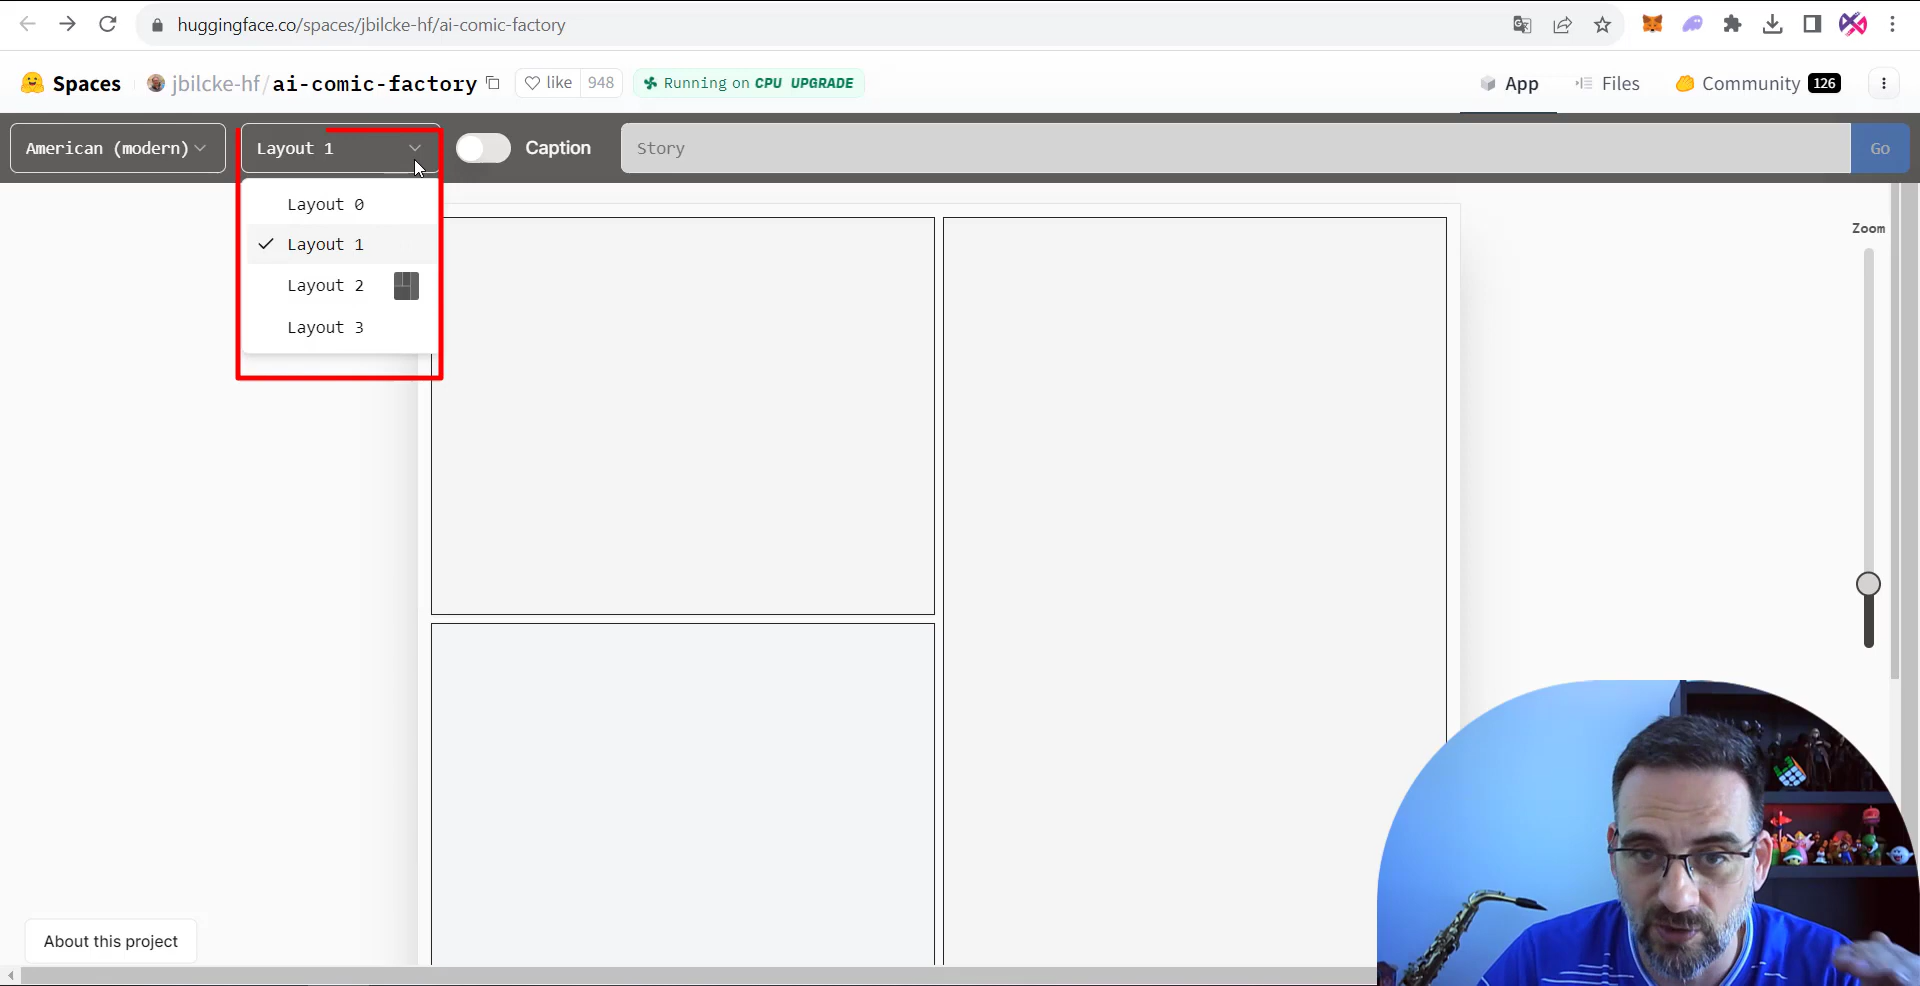 huggingface.co/spaces/jbilcke-hf/ai-comic-factory
Spaces jbilcke-hf/ai-comic-factory like 948 Running on CPU UPGRADE App Files Community 126
American (modern) Layout 1 Caption Story Go
Layout 0
Layout 1
Layout 2
Layout 3
Zoom
About this project